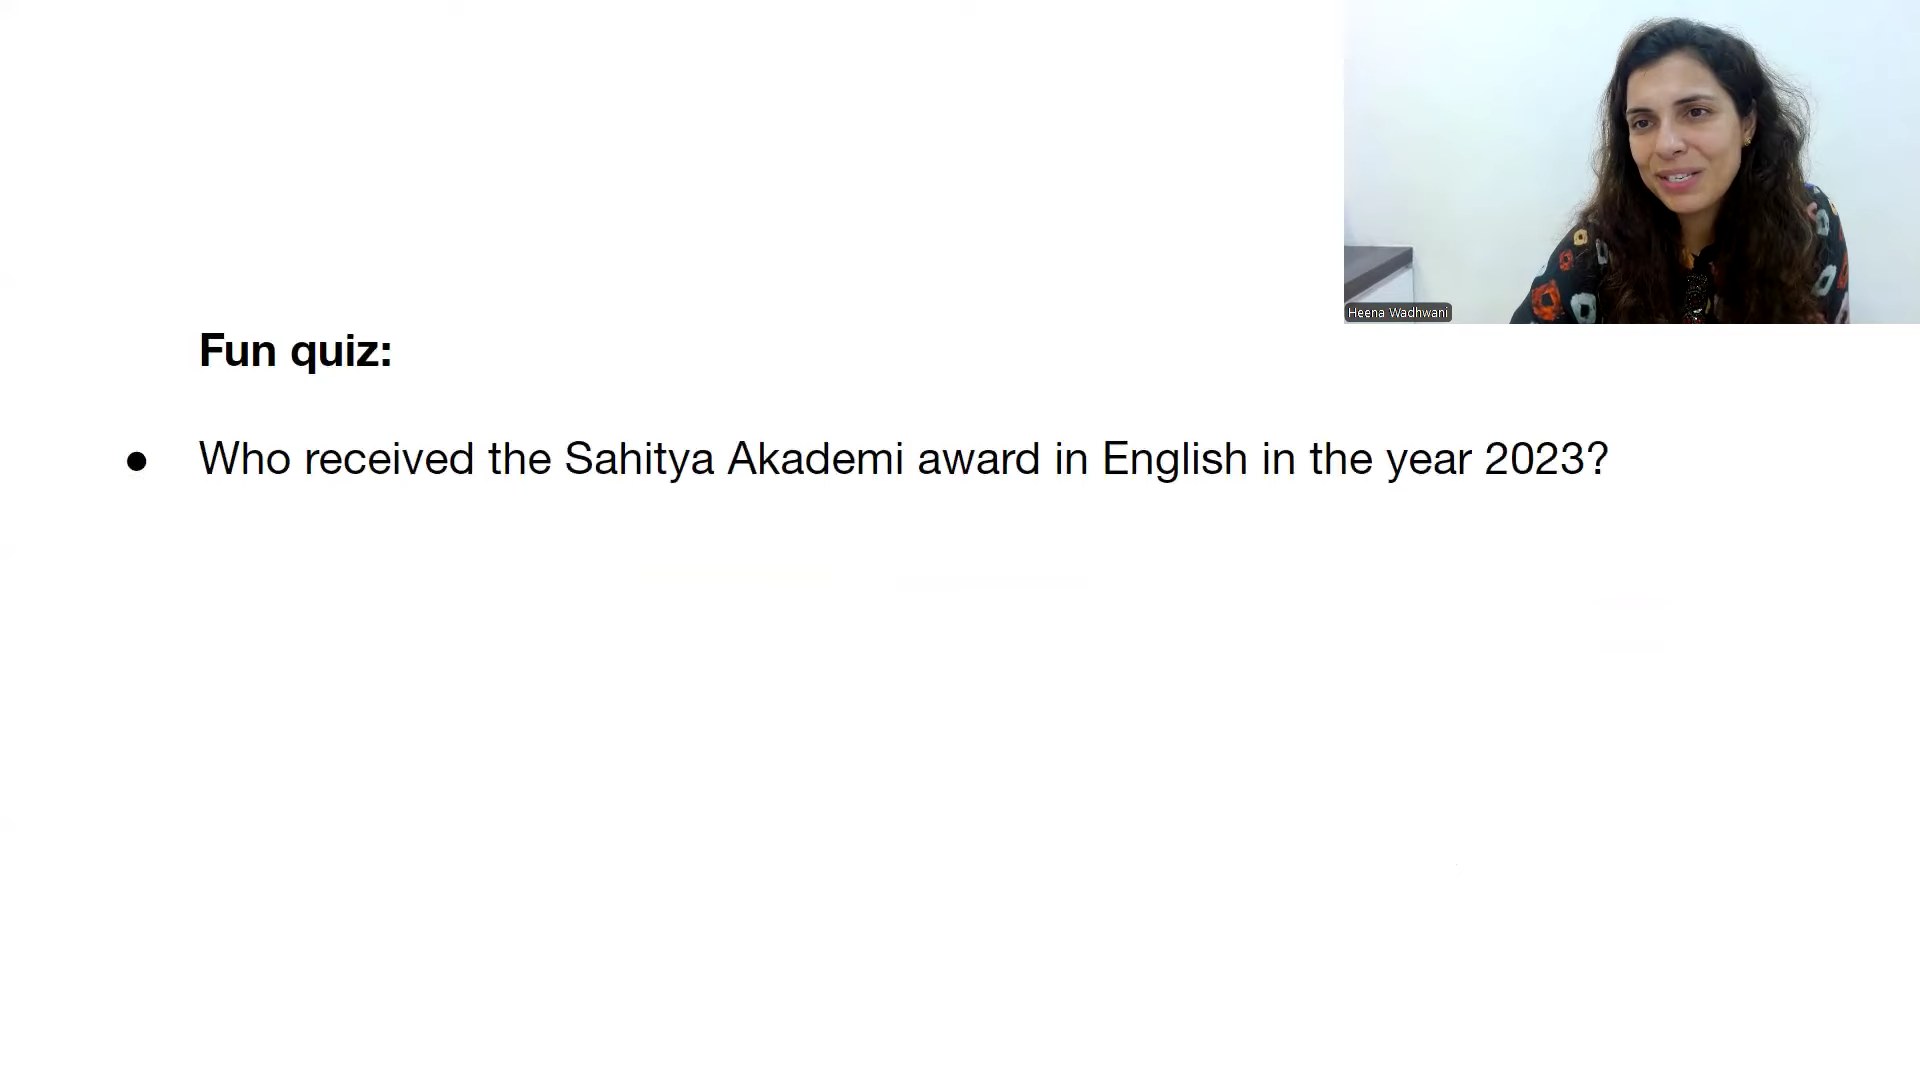 Heena Wadhwani
Fun quiz:
● Who received the Sahitya Akademi award in English in the year 2023?